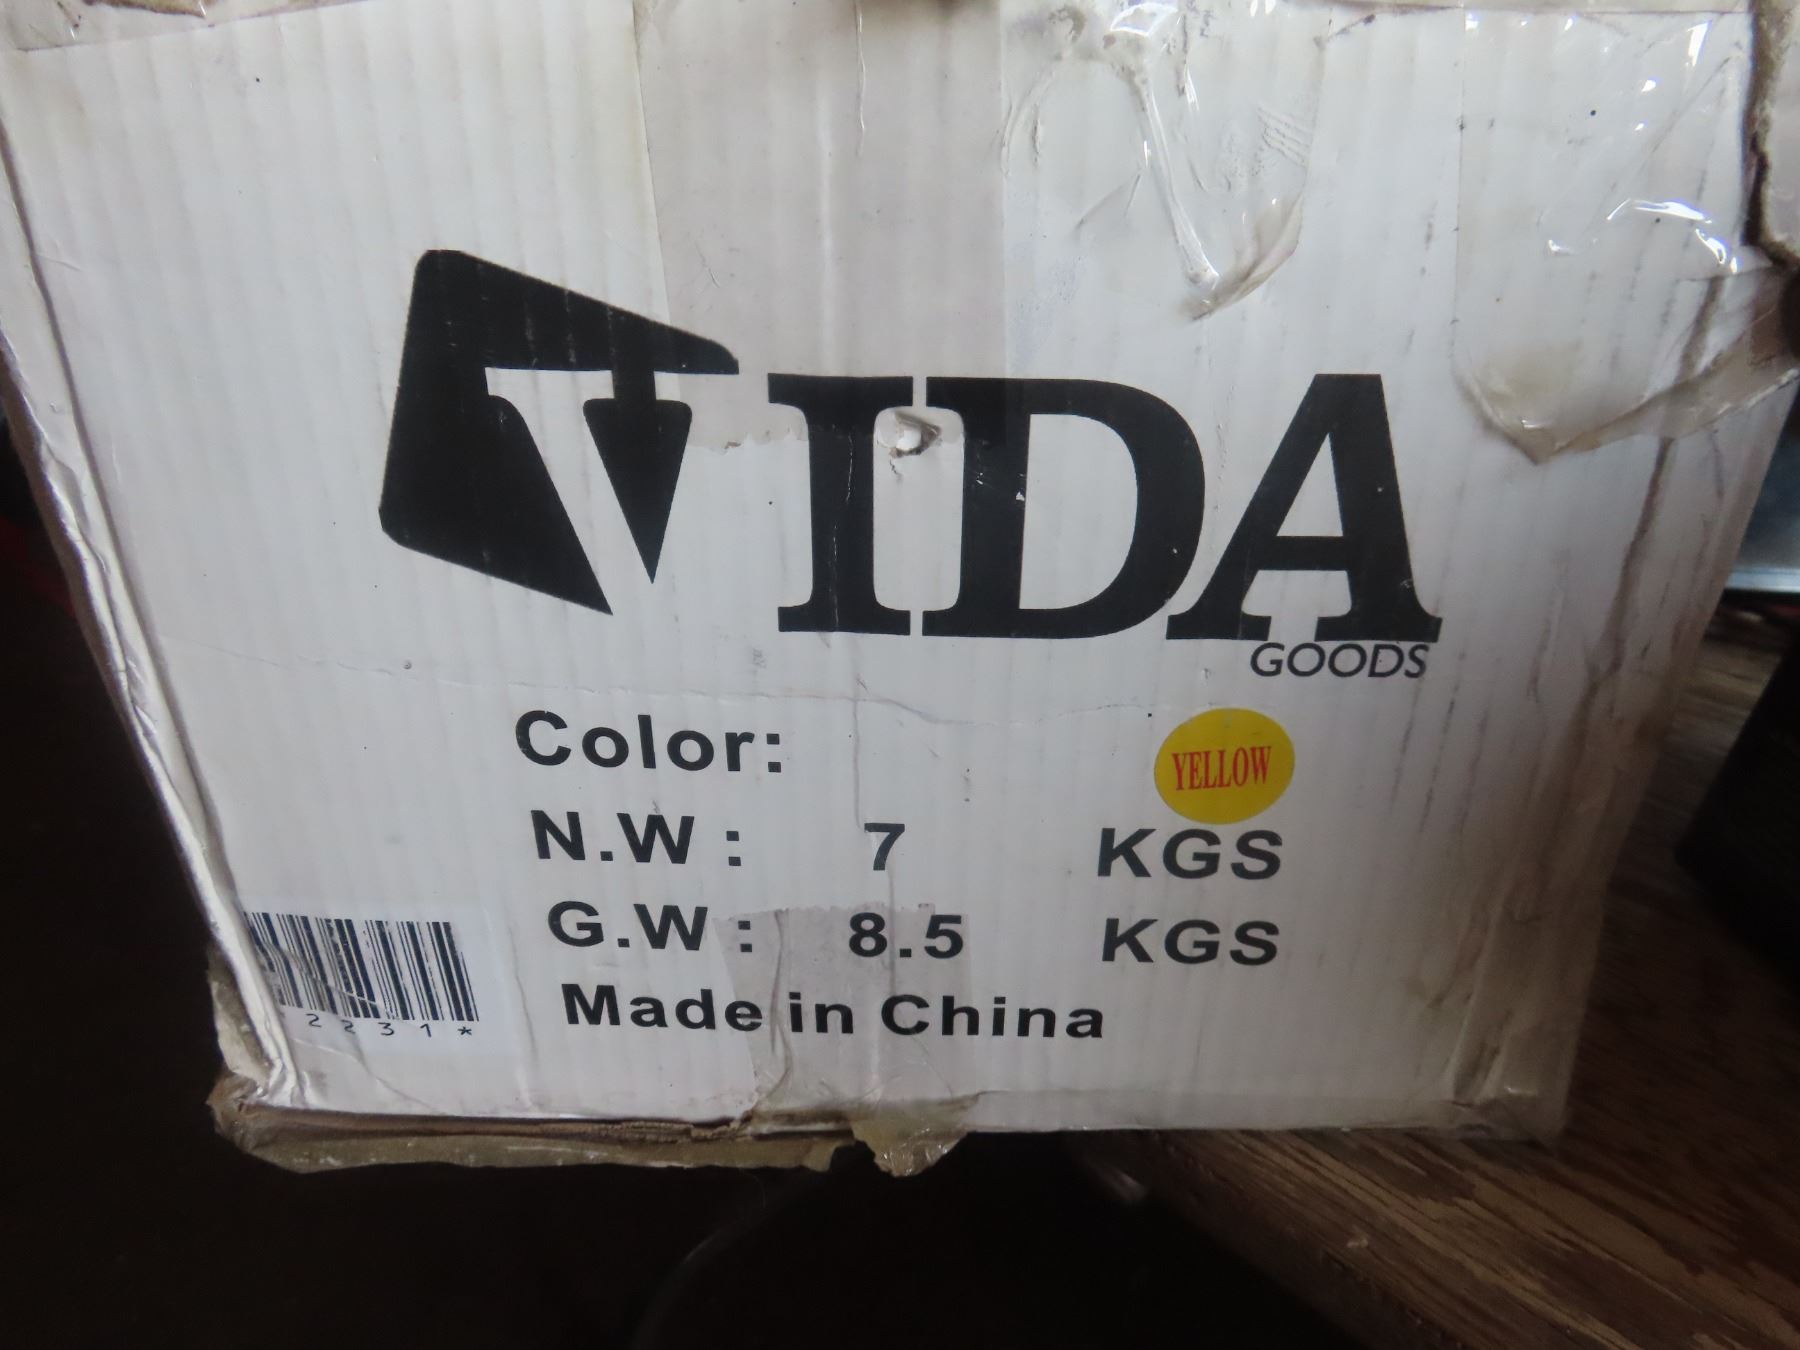 VIDA
GOODS
Color: YELLOW
N.W : 7 KGS
G.W : 8.5 KGS
Made in China
2231*